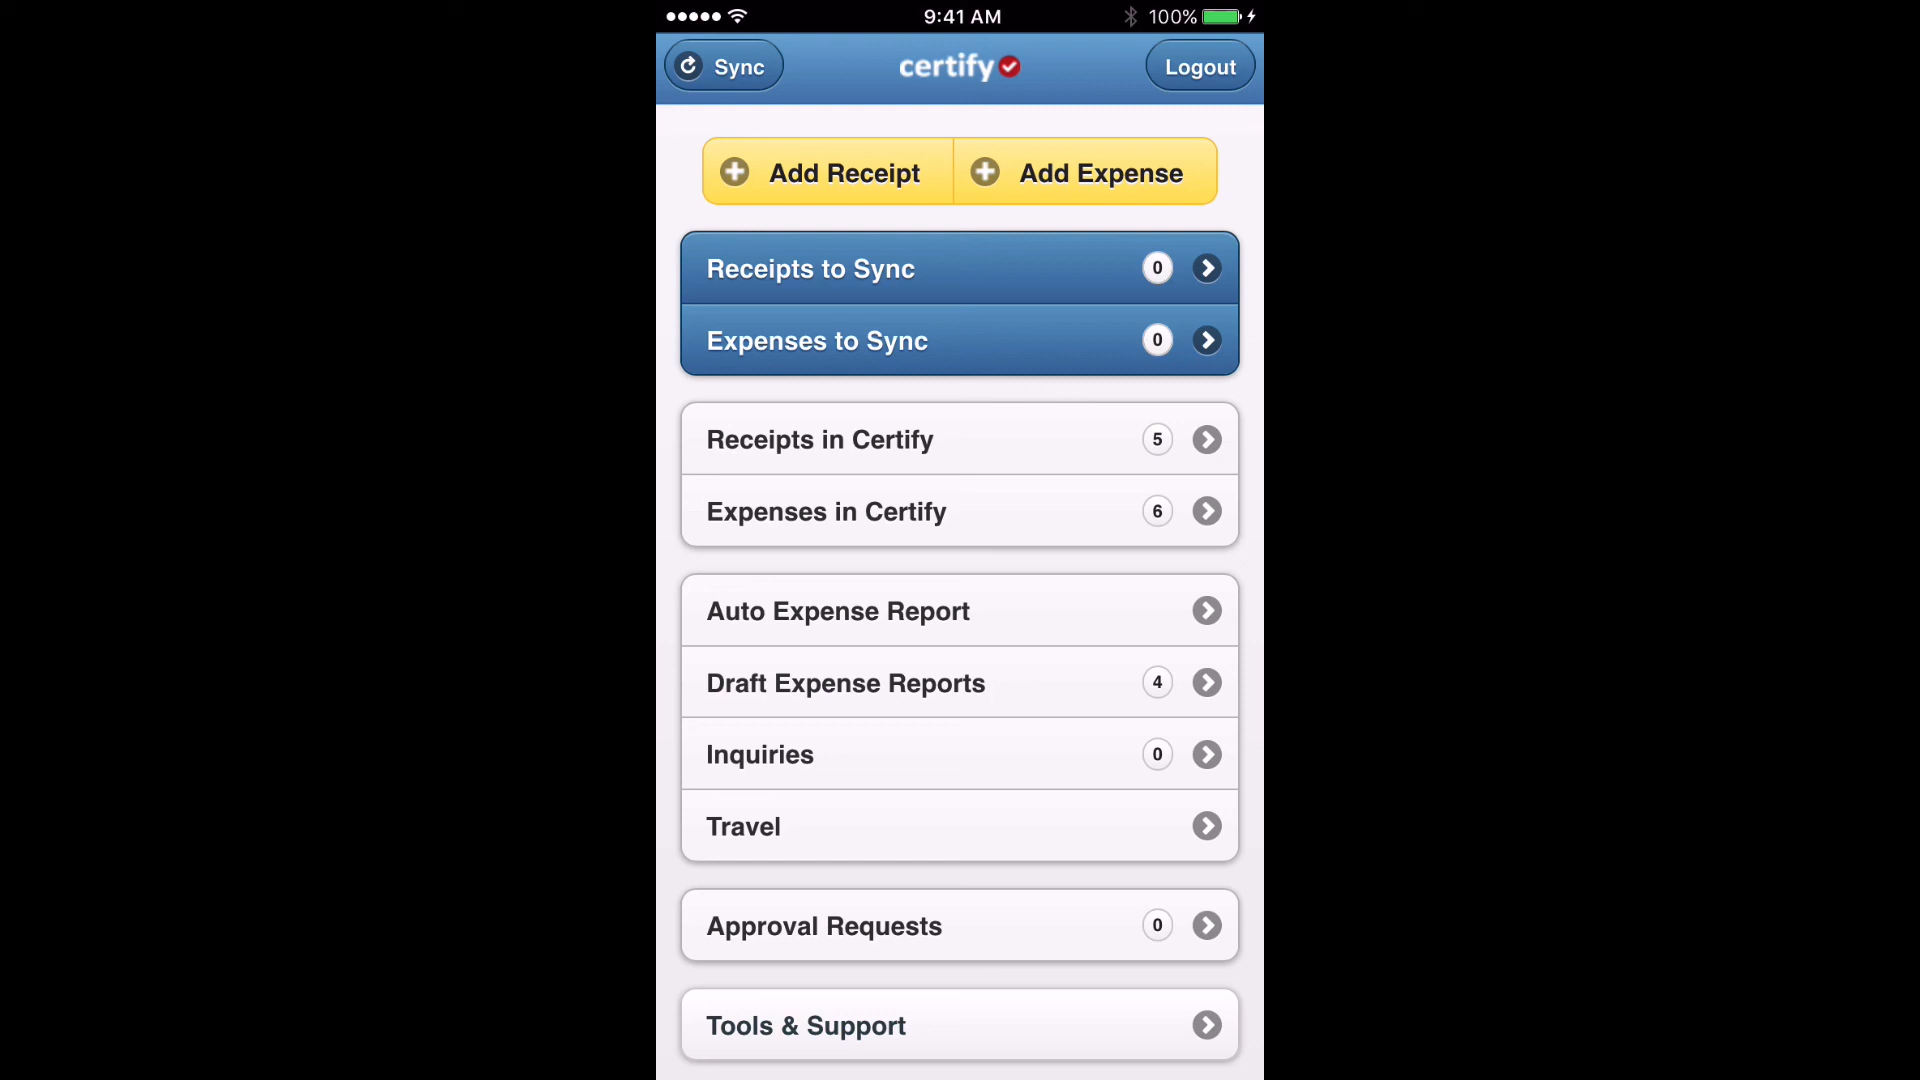 9:41 AM 100%
Sync certify Logout
Add Receipt Add Expense
Receipts to Sync 0
Expenses to Sync 0
Receipts in Certify 5
Expenses in Certify 6
Auto Expense Report
Draft Expense Reports 4
Inquiries 0
Travel
Approval Requests 0
Tools & Support